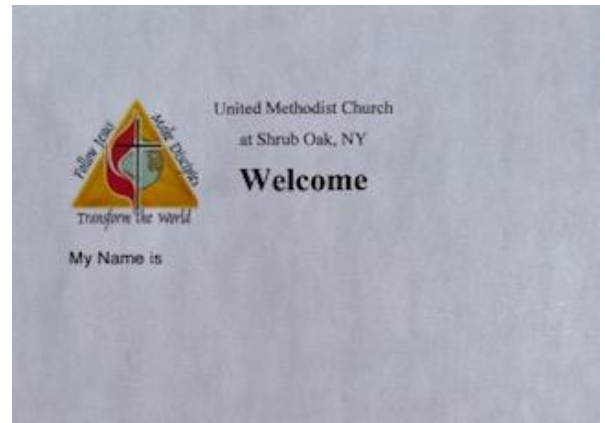 United Methodist Church
at Shrub Oak, NY
Welcome
Follow Jesus
Make Disciples
Transform the World
My Name is